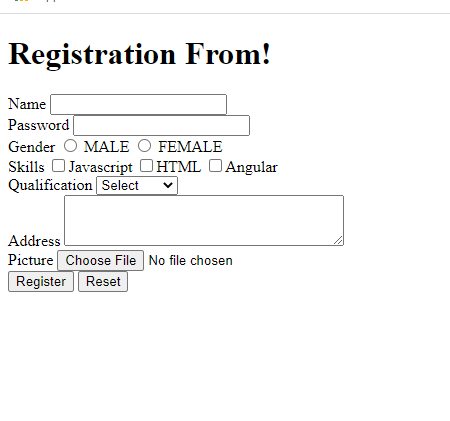 Registration From!
Name
Password
Gender MALE FEMALE
Skills Javascript HTML Angular
Qualification Select
Address
Picture Choose File No file chosen
Register Reset